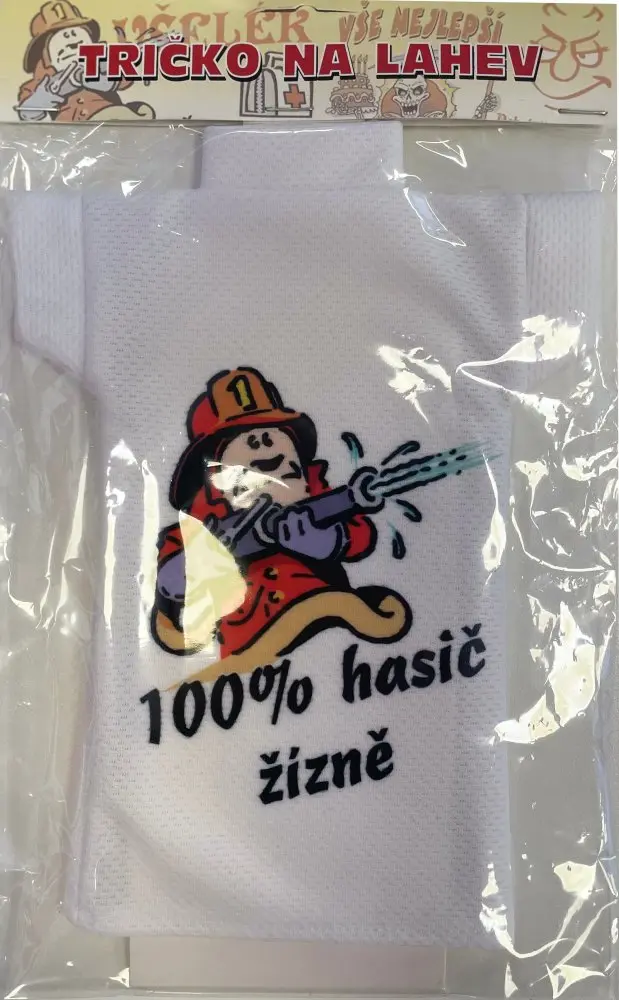 VŠE NEJLEPŠÍ
TRIČKO NA LAHEV
1
100% hasič
žízně